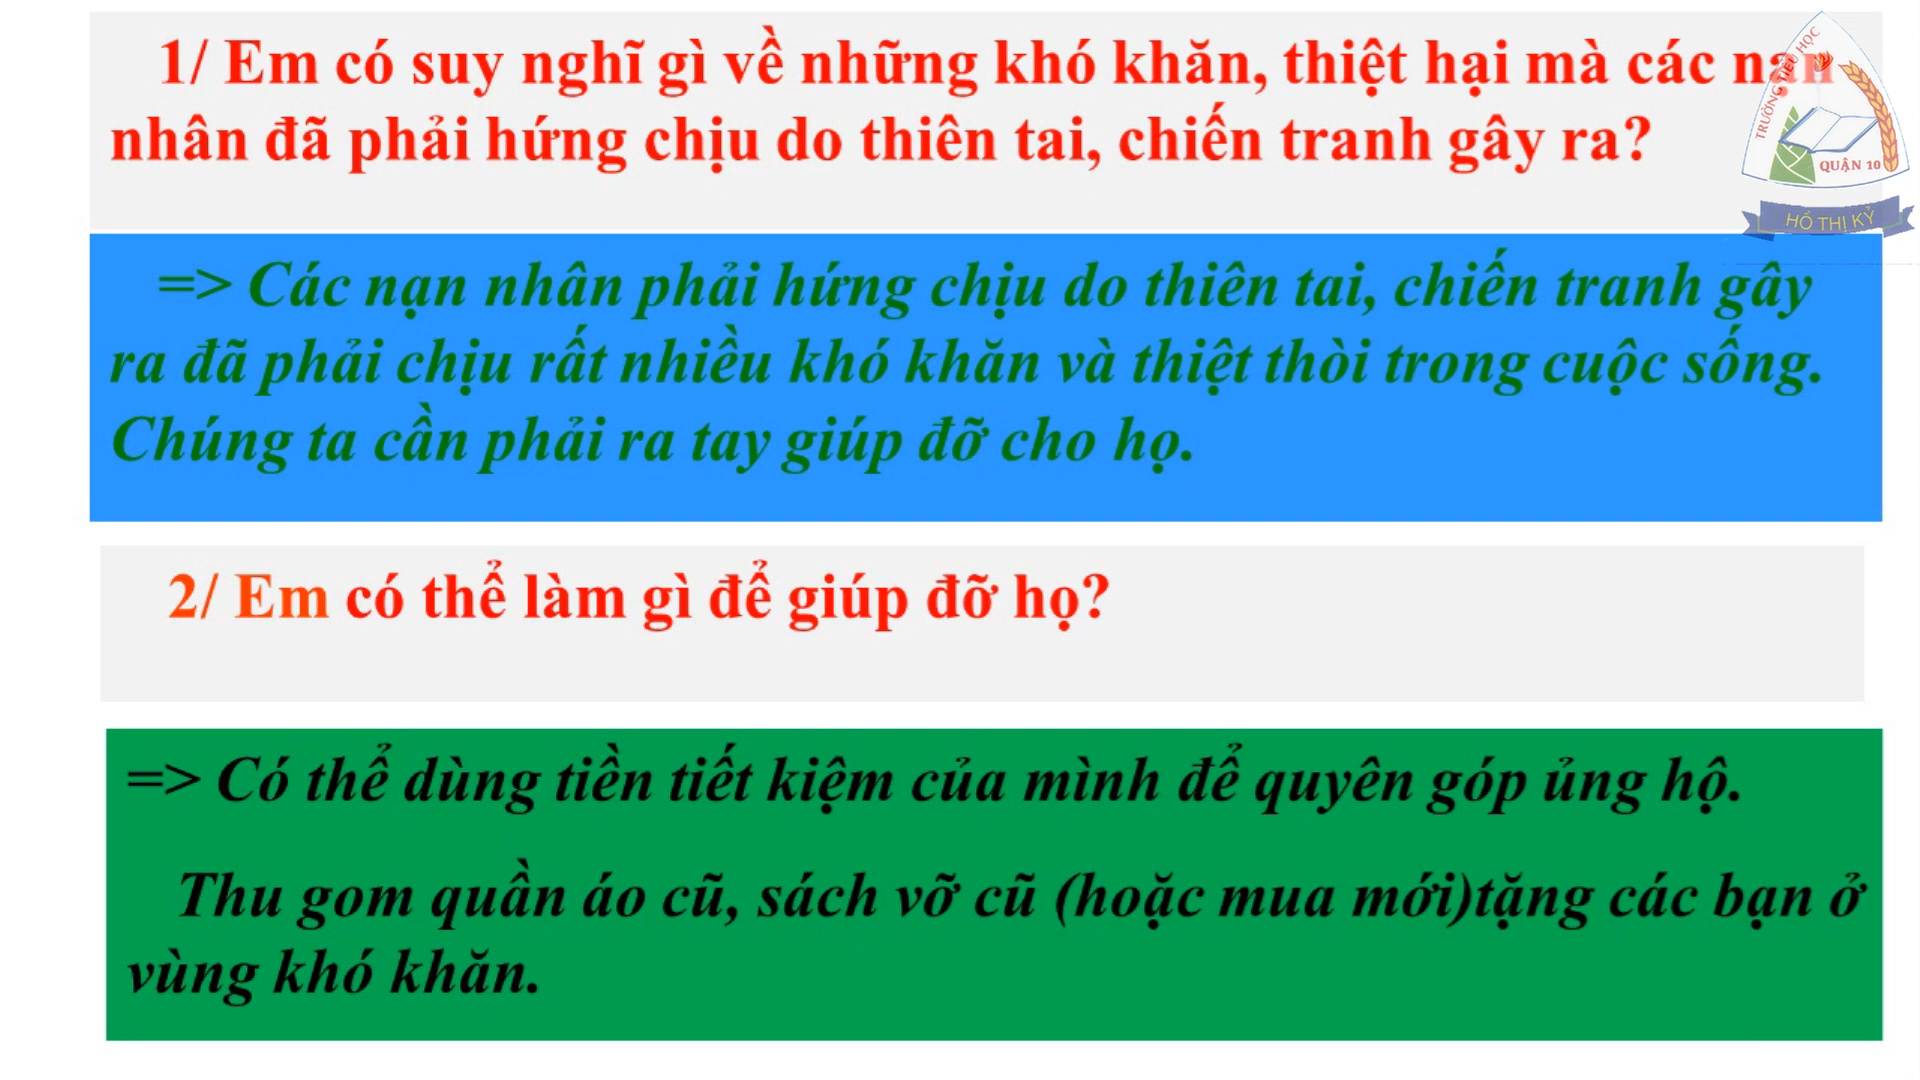 1/ Em có suy nghĩ gì về những khó khăn, thiệt hại mà các nạn
nhân đã phải hứng chịu do thiên tai, chiến tranh gây ra?
TRƯỜNG TIỂU HỌC
QUẬN 10
HỒ THỊ KỶ
=> Các nạn nhân phải hứng chịu do thiên tai, chiến tranh gây
ra đã phải chịu rất nhiều khó khăn và thiệt thòi trong cuộc sống.
Chúng ta cần phải ra tay giúp đỡ cho họ.
2/ Em có thể làm gì để giúp đỡ họ?
=> Có thể dùng tiền tiết kiệm của mình để quyên góp ủng hộ.
Thu gom quần áo cũ, sách vỡ cũ (hoặc mua mới)tặng các bạn ở
vùng khó khăn.